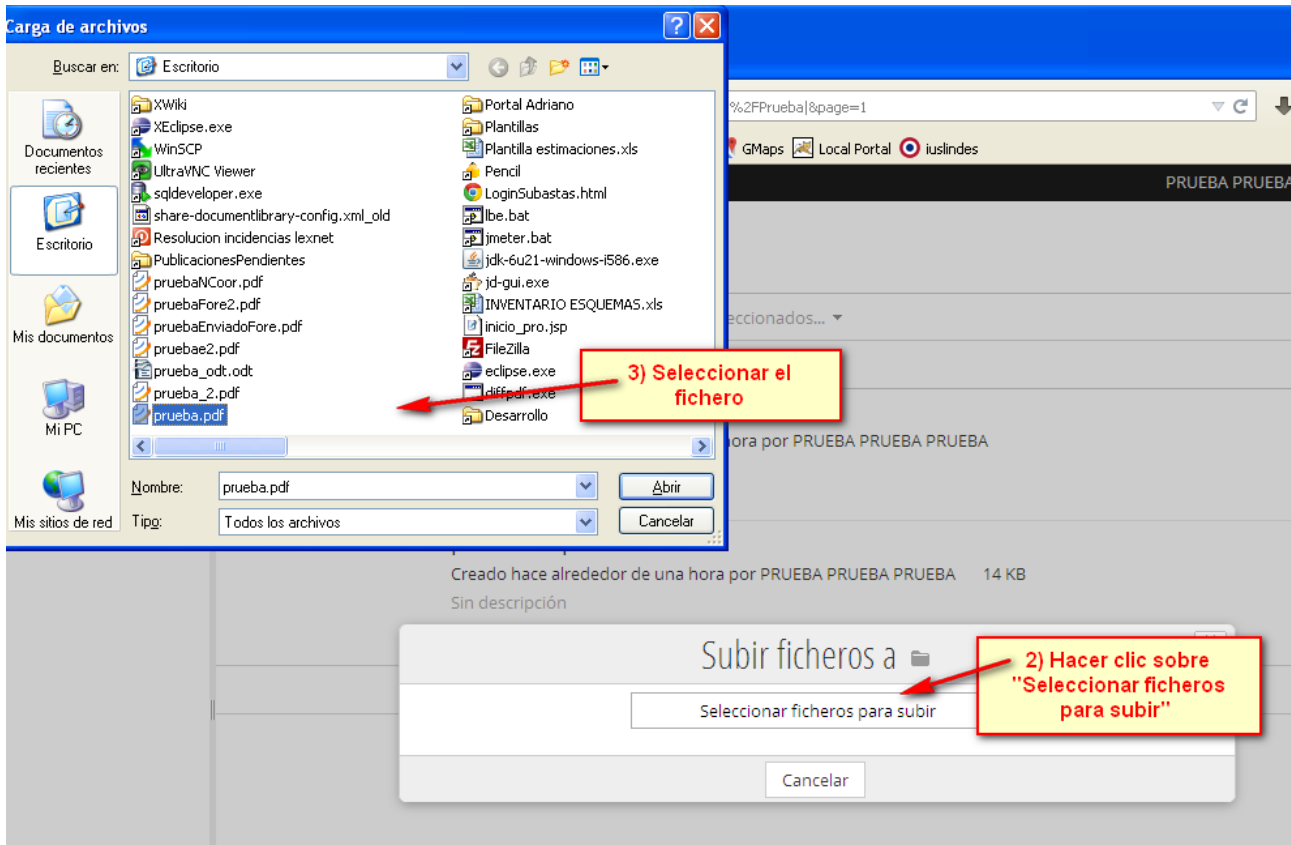 Carga de archivos
Buscar en: Escritorio
Documentos recientes
Escritorio
Mis documentos
Mi PC
Mis sitios de red
XWiki
XEclipse.exe
WinSCP
UltraVNC Viewer
sqldeveloper.exe
share-documentlibrary-config.xml_old
Resolucion incidencias lexnet
PublicacionesPendientes
pruebaNCoor.pdf
pruebaFore2.pdf
pruebaEnviadoFore.pdf
pruebae2.pdf
prueba_odt.odt
prueba_2.pdf
prueba.pdf
Portal Adriano
Plantillas
Plantilla estimaciones.xls
Pencil
LoginSubastas.html
lbe.bat
jmeter.bat
jdk-6u21-windows-i586.exe
jd-gui.exe
INVENTARIO ESQUEMAS.xls
inicio_pro.jsp
FileZilla
eclipse.exe
diffpdf.exe
Desarrollo
3) Seleccionar el
fichero
Nombre: prueba.pdf Abrir
Tipo: Todos los archivos Cancelar
%2FPrueba|&page=1
GMaps Local Portal iuslindes
PRUEBA PRUEBA
eccionados...
hora por PRUEBA PRUEBA PRUEBA
Creado hace alrededor de una hora por PRUEBA PRUEBA PRUEBA 14 KB
Sin descripción
Subir ficheros a
2) Hacer clic sobre
"Seleccionar ficheros
para subir"
Seleccionar ficheros para subir
Cancelar